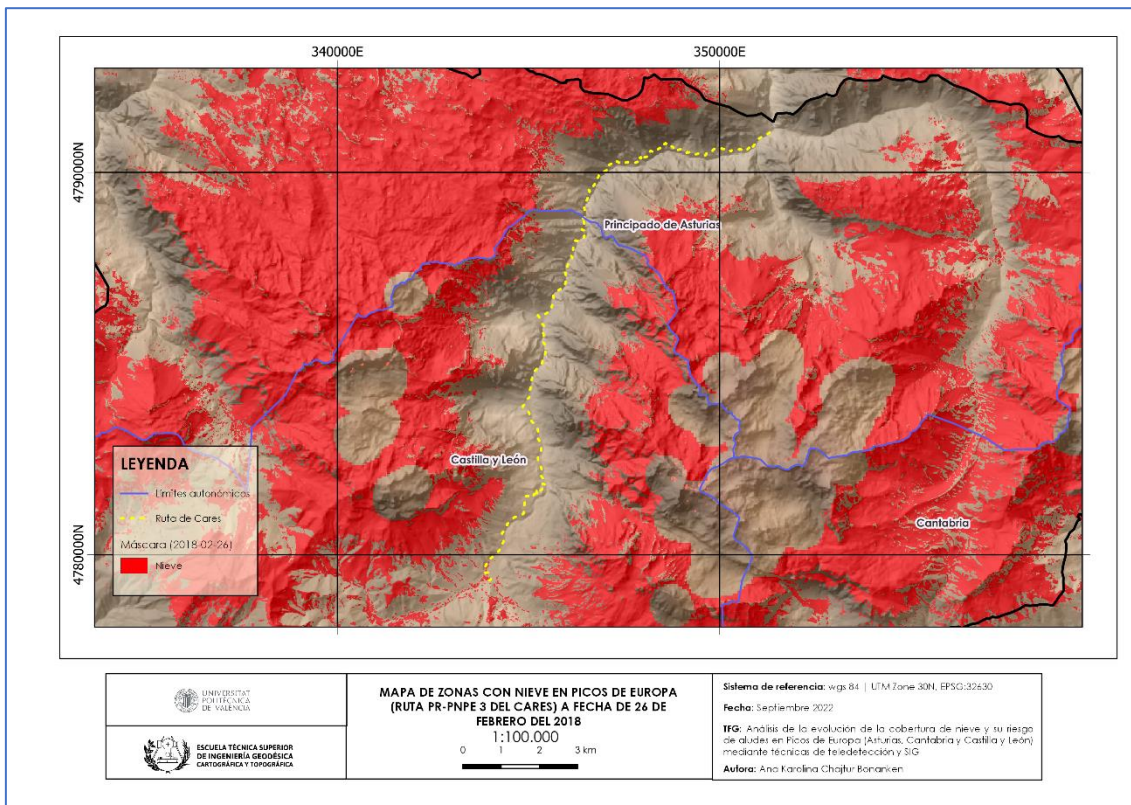 340000E
350000E
4790000N
4780000N
Principado de Asturias
Castilla y León
Cantabria
LEYENDA
Límites autonómicos
Ruta de Cares
Máscara (2018-02-26)
Nieve
UNIVERSITAT
POLITÈCNICA
DE VALÈNCIA
ESCUELA TÉCNICA SUPERIOR
DE INGENIERÍA GEODÉSICA
CARTOGRÁFICA Y TOPOGRÁFICA
MAPA DE ZONAS CON NIEVE EN PICOS DE EUROPA
(RUTA PR-PNPE 3 DEL CARES) A FECHA DE 26 DE
FEBRERO DEL 2018
1:100.000
0 1 2 3 km
Sistema de referencia: wgs 84 | UTM Zone 30N, EPSG:32630
Fecha: Septiembre 2022
TFG: Análisis de la evolución de la cobertura de nieve y su riesgo
de aludes en Picos de Europa (Asturias, Cantabria y Castilla y León)
mediante técnicas de teledetección y SIG
Autora: Ana Karolina Chajtur Bonanken